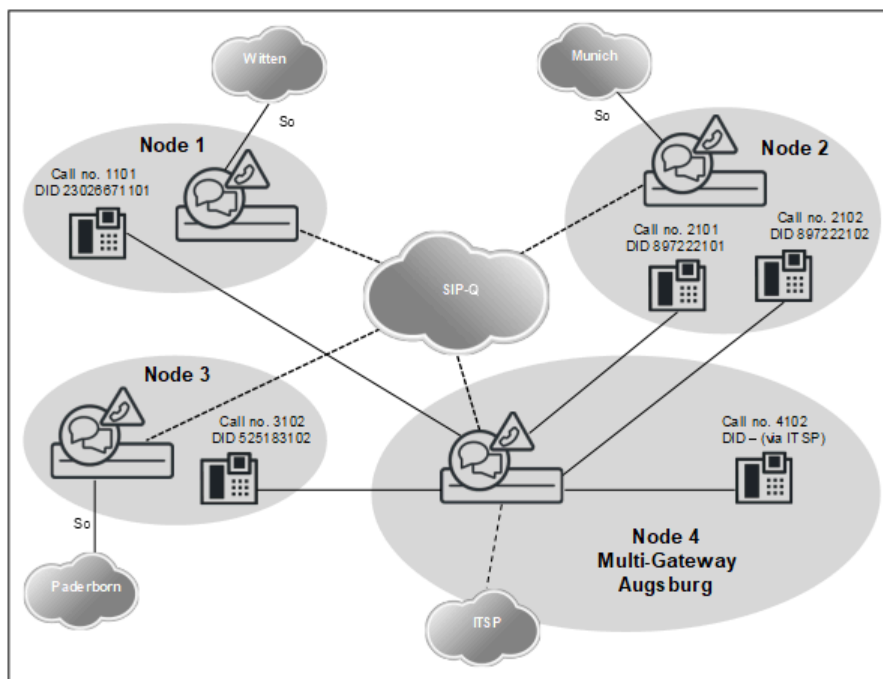 Witten
Munich
So
So
Node 1
Node 2
Call no. 1101
DID 23026671101
Call no. 2102
DID 897222102
Call no. 2101
DID 897222101
SIP-Q
Node 3
Call no. 3102
DID 525183102
Call no. 4102
DID – (via ITSP)
So
Node 4
Multi-Gateway
Augsburg
Paderborn
ITSP